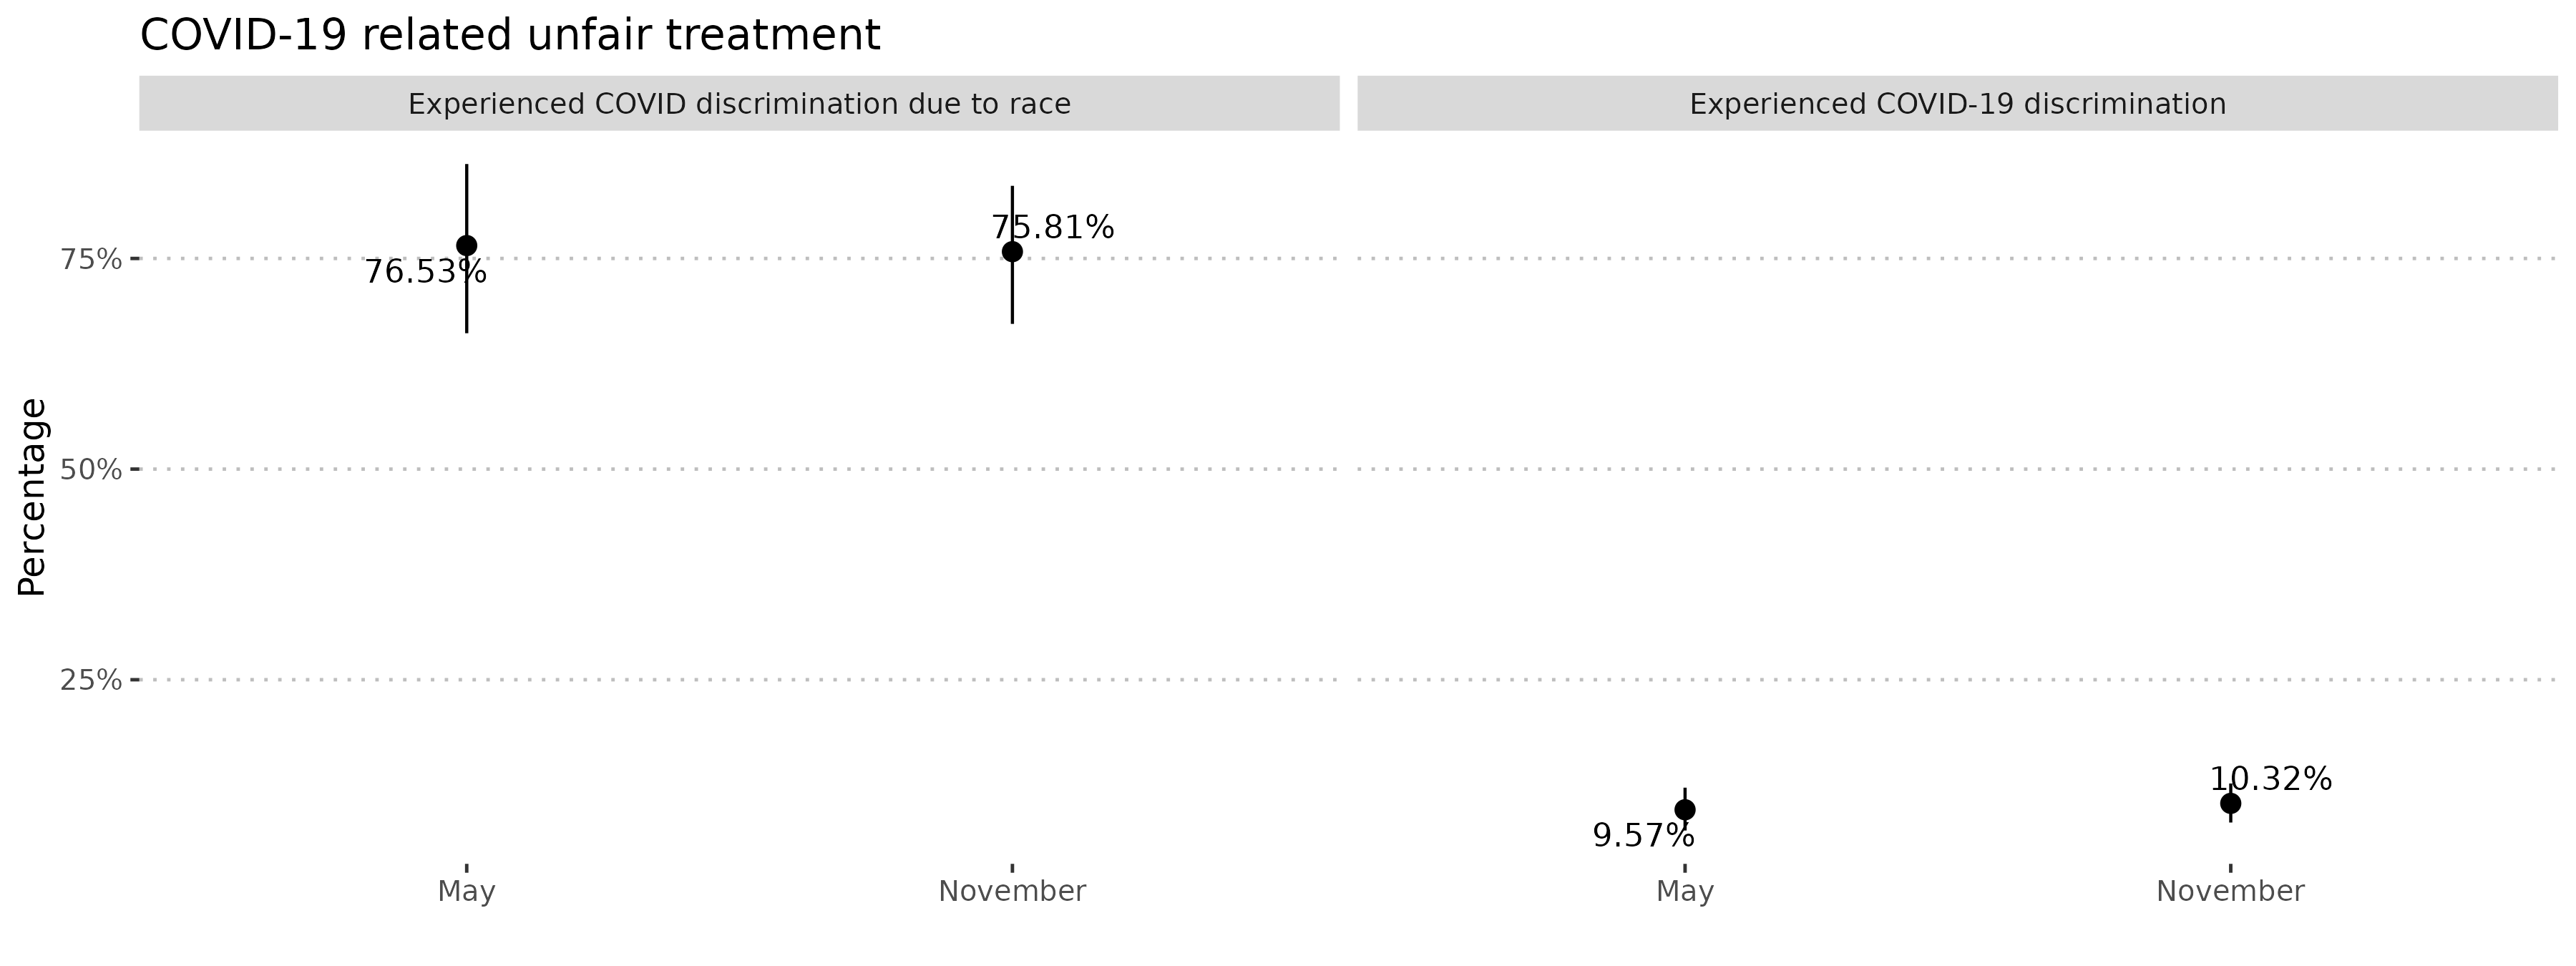 COVID-19 related unfair treatment
Experienced COVID discrimination due to race
Experienced COVID-19 discrimination
Percentage
75%
50%
25%
76.53%
75.81%
9.57%
10.32%
May
November
May
November